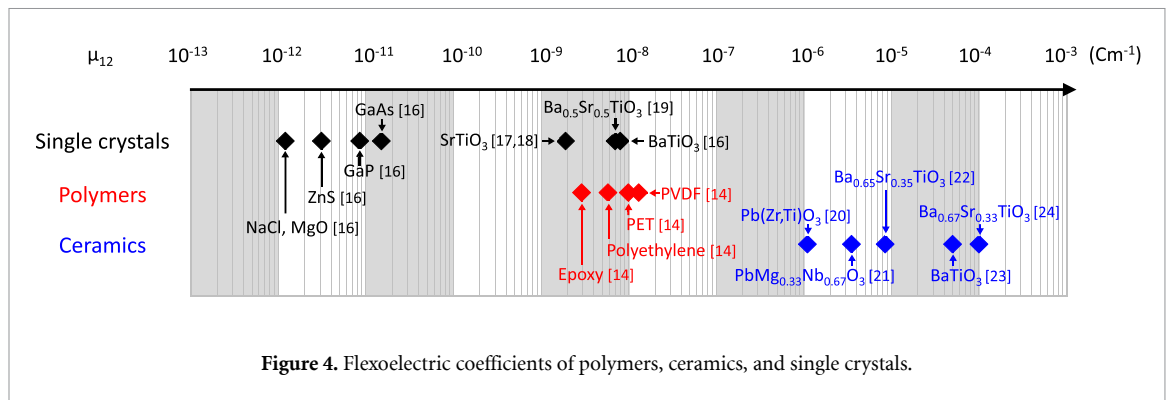 μ₁₂ 10⁻¹³ 10⁻¹² 10⁻¹¹ 10⁻¹⁰ 10⁻⁹ 10⁻⁸ 10⁻⁷ 10⁻⁶ 10⁻⁵ 10⁻⁴ 10⁻³ (Cm⁻¹)
GaAs [16] Ba₀.₅Sr₀.₅TiO₃ [19]
Single crystals SrTiO₃ [17,18] BaTiO₃ [16]
GaP [16] Ba₀.₆₅Sr₀.₃₅TiO₃ [22]
Polymers ZnS [16] PVDF [14]
Pb(Zr,Ti)O₃ [20] Ba₀.₆₇Sr₀.₃₃TiO₃ [24]
NaCl, MgO [16] PET [14]
Ceramics Polyethylene [14]
Epoxy [14] PbMg₀.₃₃Nb₀.₆₇O₃ [21] BaTiO₃ [23]
Figure 4. Flexoelectric coefficients of polymers, ceramics, and single crystals.